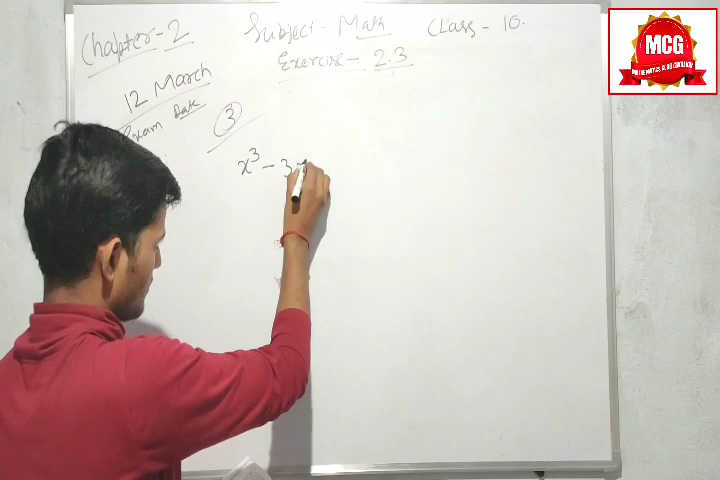 Chapter-2
Subject- Math
Class- 10.
Exercise- 2.3
12 March
Exam Date
3
x³ - 3
MCG